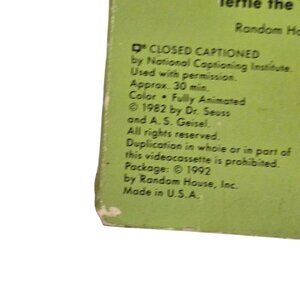 Yertle the
Random Ho
CLOSED CAPTIONED
by National Captioning Institute.
Used with permission.
Approx. 30 min.
Color • Fully Animated
© 1982 by Dr. Seuss
and A. S. Geisel.
All rights reserved.
Duplication in whole or in part of
this videocassette is prohibited.
Package: © 1992
by Random House, Inc.
Made in U.S.A.